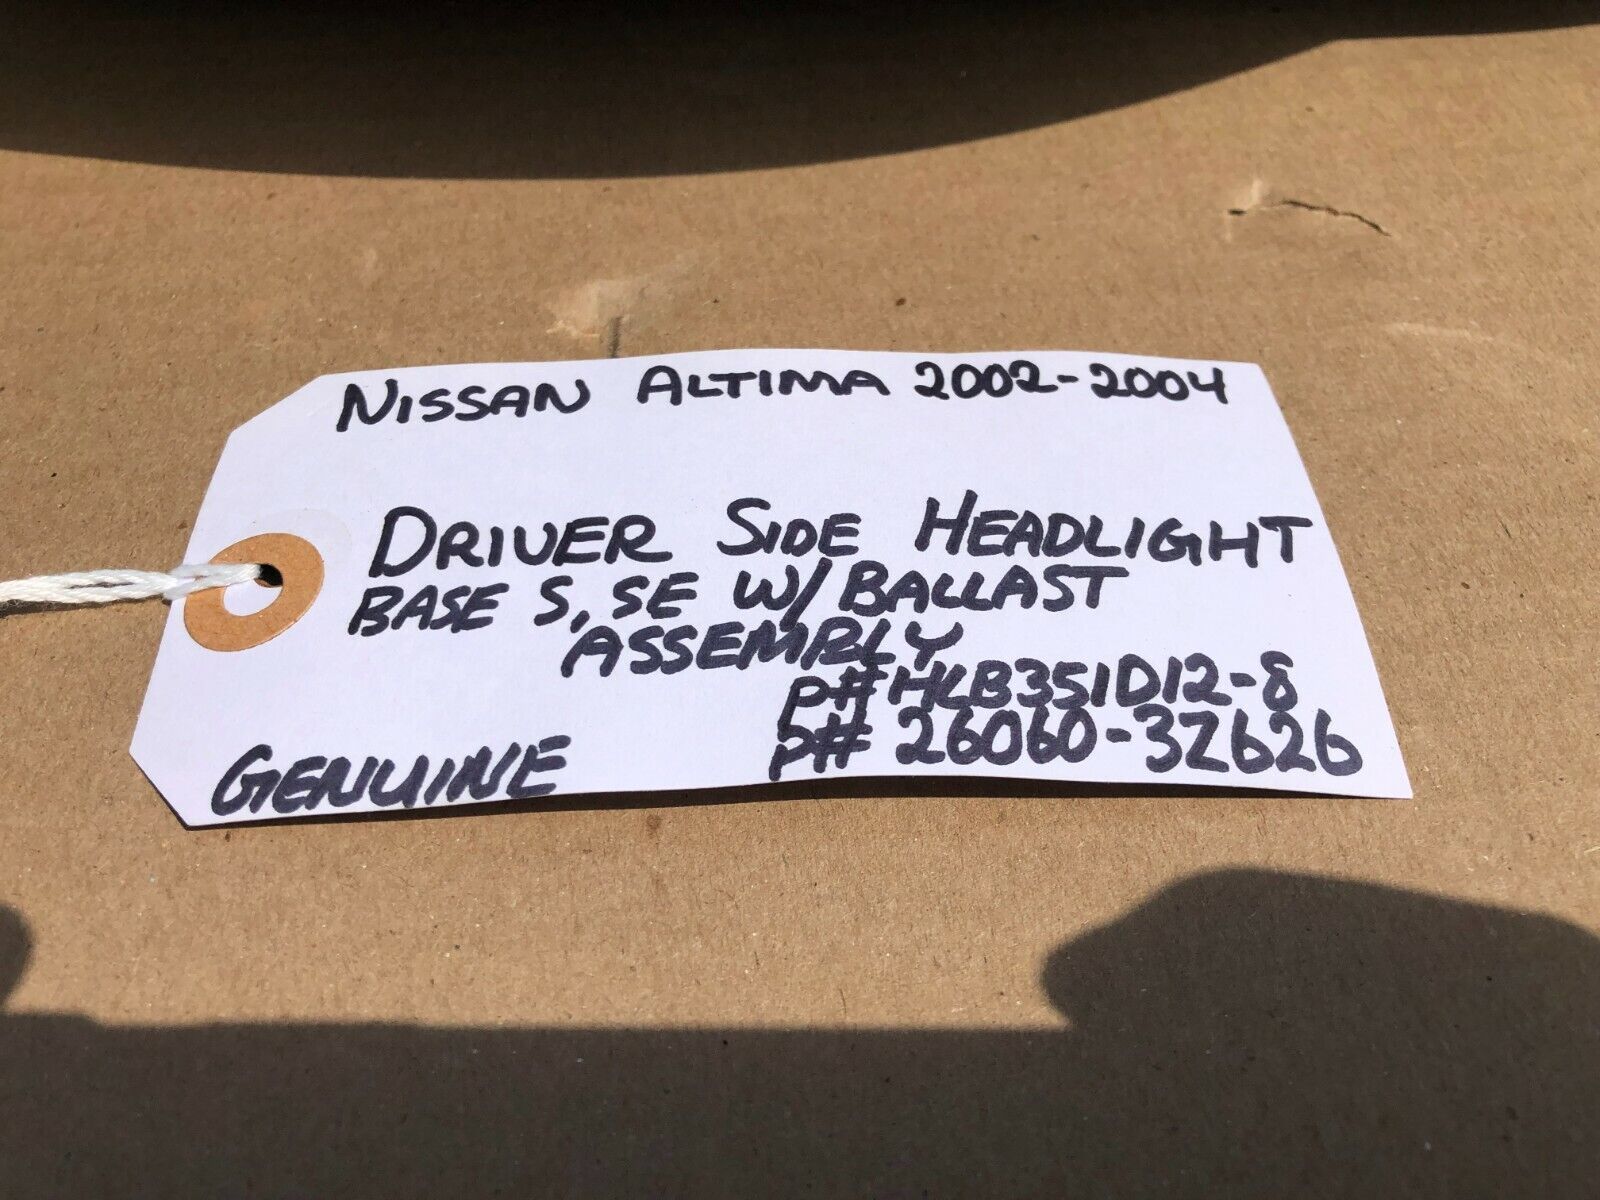 NISSAN ALTIMA 2002-2004
DRIVER SIDE HEADLIGHT
BASE S, SE W/ BALLAST
ASSEMBLY
P# HLB351D12-8
P# 26060-3Z626
GENUINE